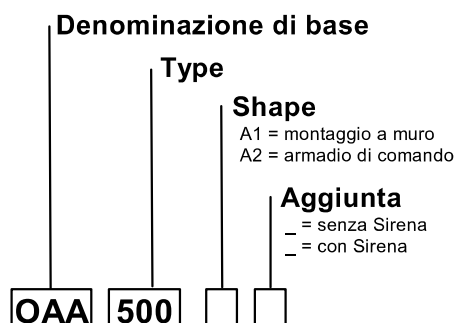 Denominazione di base
Type
Shape
A1 = montaggio a muro
A2 = armadio di comando
Aggiunta
_ = senza Sirena
_ = con Sirena
OAA 500